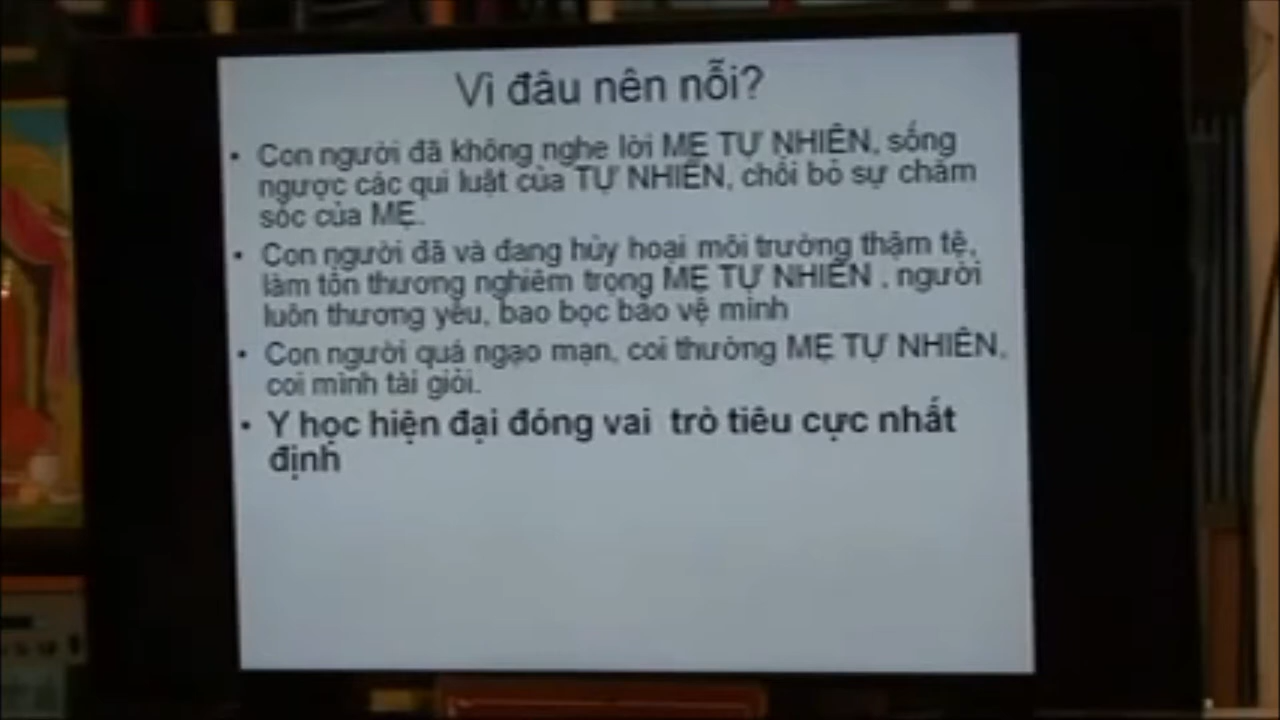 Vì đâu nên nỗi?
• Con người đã không nghe lời MẸ TỰ NHIÊN, sống
ngược các qui luật của TỰ NHIÊN, chối bỏ sự chăm
sóc của MẸ.
• Con người đã và đang hủy hoại môi trường thậm tệ,
làm tổn thương nghiêm trọng MẸ TỰ NHIÊN , người
luôn thương yêu, bao bọc bảo vệ mình
• Con người quá ngạo mạn, coi thường MẸ TỰ NHIÊN,
coi mình tài giỏi.
• Y học hiện đại đóng vai trò tiêu cực nhất
định